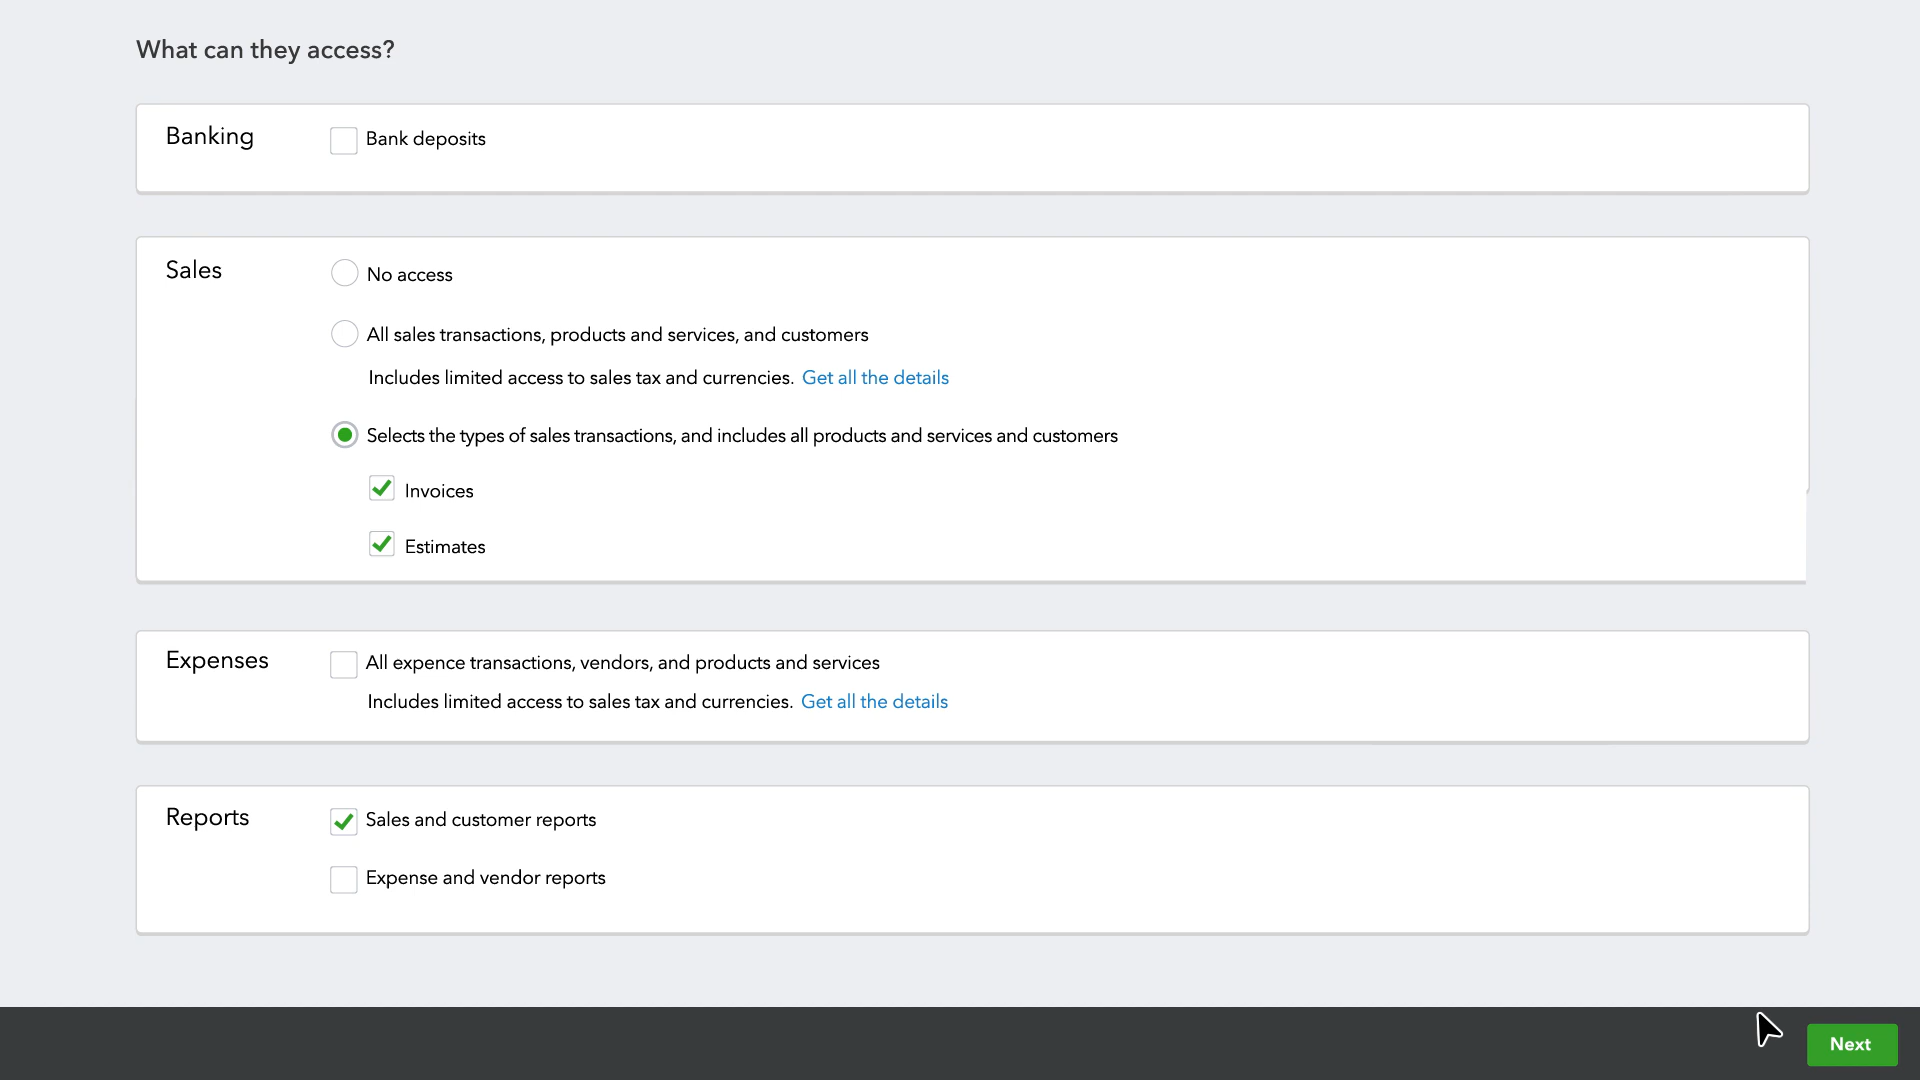 What can they access?
Banking
Bank deposits
Sales
No access
All sales transactions, products and services, and customers
Includes limited access to sales tax and currencies. Get all the details
Selects the types of sales transactions, and includes all products and services and customers
Invoices
Estimates
Expenses
All expence transactions, vendors, and products and services
Includes limited access to sales tax and currencies. Get all the details
Reports
Sales and customer reports
Expense and vendor reports
Next